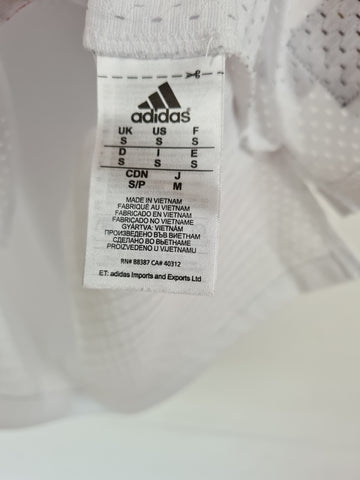 adidas
UK US F
S S S
D I E
S S S
CDN J
S/P M
MADE IN VIETNAM
FABRIQUÉ AU VIETNAM
FABRICADO EN VIETNAM
FABRICADO NO VIETNAME
GYÁRTVA: VIETNÁM
ПРОИЗВЕДЕНО ВЪВ ВИЕТНАМ
СДЕЛАНО ВО ВЬЕТНАМЕ
PROIZVEDENO U VIJETNAMU
RN# 88387 CA# 40312
ET: adidas Imports and Exports Ltd